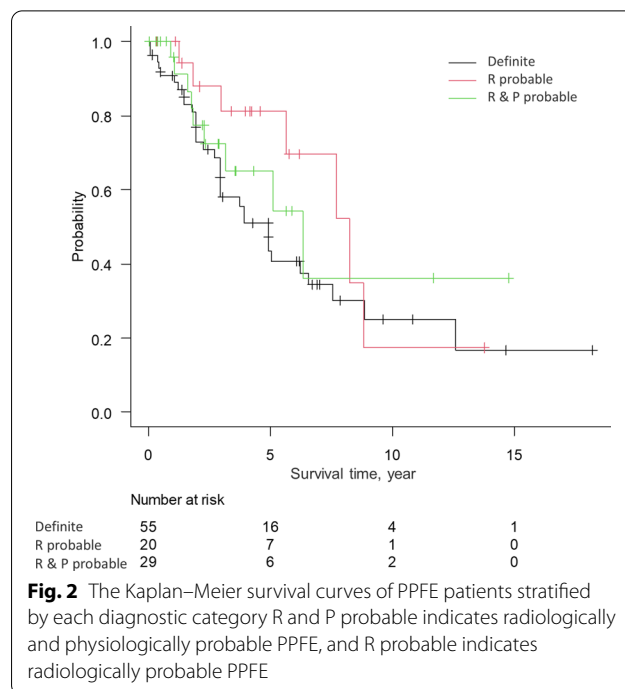 1.0
0.8
0.6
0.4
0.2
0.0
Probability
Definite
R probable
R & P probable
0 5 10 15
Survival time, year
Number at risk
Definite 55 16 4 1
R probable 20 7 1 0
R & P probable 29 6 2 0
Fig. 2 The Kaplan–Meier survival curves of PPFE patients stratified
by each diagnostic category R and P probable indicates radiologically
and physiologically probable PPFE, and R probable indicates
radiologically probable PPFE